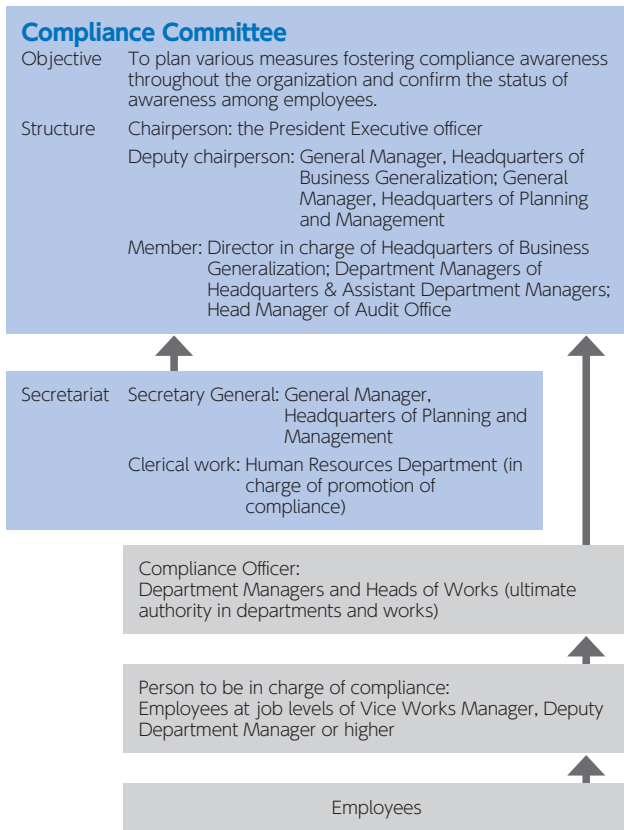 Compliance Committee
Objective To plan various measures fostering compliance awareness
throughout the organization and confirm the status of
awareness among employees.
Structure Chairperson: the President Executive officer
Deputy chairperson: General Manager, Headquarters of
Business Generalization; General
Manager, Headquarters of Planning
and Management
Member: Director in charge of Headquarters of Business
Generalization; Department Managers of
Headquarters & Assistant Department Managers;
Head Manager of Audit Office
Secretariat Secretary General: General Manager,
Headquarters of Planning and
Management
Clerical work: Human Resources Department (in
charge of promotion of
compliance)
Compliance Officer:
Department Managers and Heads of Works (ultimate
authority in departments and works)
Person to be in charge of compliance:
Employees at job levels of Vice Works Manager, Deputy
Department Manager or higher
Employees